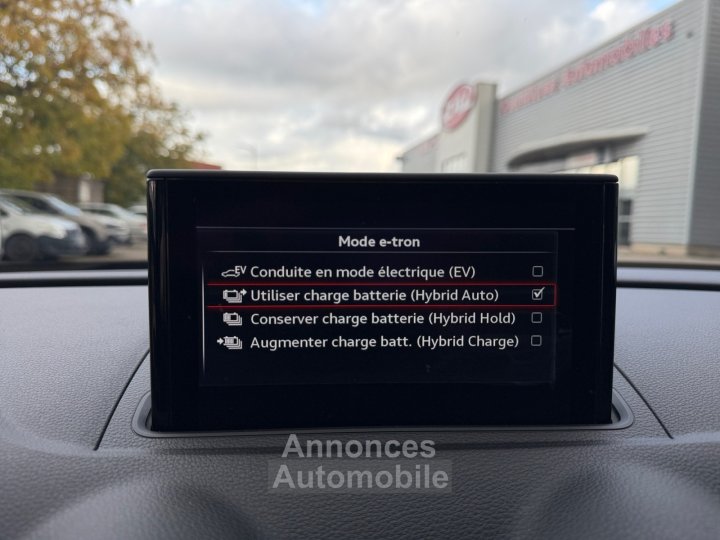 Mode e-tron
EV Conduite en mode électrique (EV)
Utiliser charge batterie (Hybrid Auto)
Conserver charge batterie (Hybrid Hold)
Augmenter charge batt. (Hybrid Charge)
Annonces
Automobile